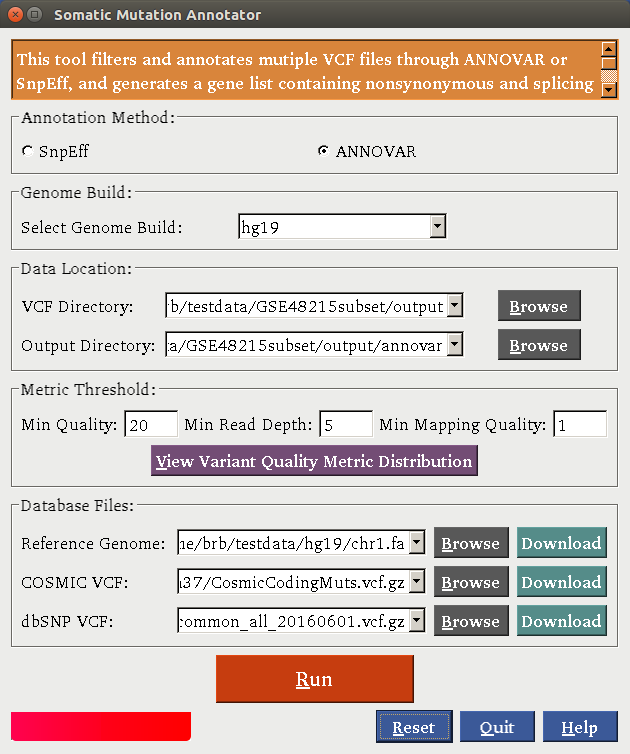 Somatic Mutation Annotator
This tool filters and annotates mutiple VCF files through ANNOVAR or
SnpEff, and generates a gene list containing nonsynonymous and splicing
Annotation Method:
SnpEff ANNOVAR
Genome Build:
Select Genome Build: hg19
Data Location:
VCF Directory: rb/testdata/GSE48215subset/output Browse
Output Directory: ta/GSE48215subset/output/annovar Browse
Metric Threshold:
Min Quality: 20 Min Read Depth: 5 Min Mapping Quality: 1
View Variant Quality Metric Distribution
Database Files:
Reference Genome: me/brb/testdata/hg19/chr1.fa Browse Download
COSMIC VCF: 37/CosmicCodingMuts.vcf.gz Browse Download
dbSNP VCF: common_all_20160601.vcf.gz Browse Download
Run
Reset Quit Help